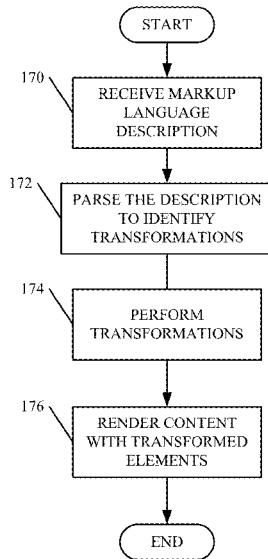 START
170
RECEIVE MARKUP
LANGUAGE
DESCRIPTION
172
PARSE THE DESCRIPTION
TO IDENTIFY
TRANSFORMATIONS
174
PERFORM
TRANSFORMATIONS
176
RENDER CONTENT
WITH TRANSFORMED
ELEMENTS
END